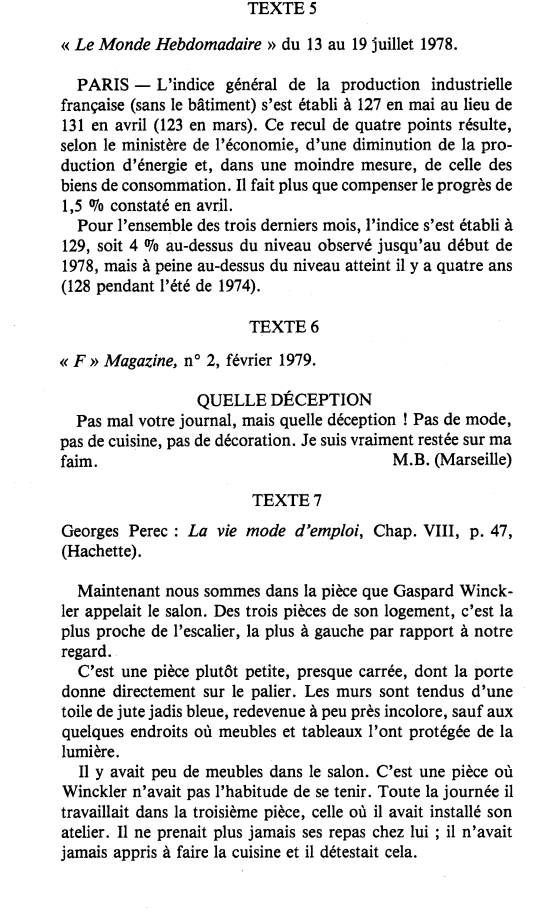 TEXTE 5
« Le Monde Hebdomadaire » du 13 au 19 juillet 1978.
PARIS — L'indice général de la production industrielle
française (sans le bâtiment) s'est établi à 127 en mai au lieu de
131 en avril (123 en mars). Ce recul de quatre points résulte,
selon le ministère de l'économie, d'une diminution de la pro-
duction d'énergie et, dans une moindre mesure, de celle des
biens de consommation. Il fait plus que compenser le progrès de
1,5 % constaté en avril.
Pour l'ensemble des trois derniers mois, l'indice s'est établi à
129, soit 4 % au-dessus du niveau observé jusqu'au début de
1978, mais à peine au-dessus du niveau atteint il y a quatre ans
(128 pendant l'été de 1974).
TEXTE 6
« F » Magazine, n° 2, février 1979.
QUELLE DÉCEPTION
Pas mal votre journal, mais quelle déception ! Pas de mode,
pas de cuisine, pas de décoration. Je suis vraiment restée sur ma
faim. M.B. (Marseille)
TEXTE 7
Georges Perec : La vie mode d'emploi, Chap. VIII, p. 47,
(Hachette).
Maintenant nous sommes dans la pièce que Gaspard Winck-
ler appelait le salon. Des trois pièces de son logement, c'est la
plus proche de l'escalier, la plus à gauche par rapport à notre
regard.
C'est une pièce plutôt petite, presque carrée, dont la porte
donne directement sur le palier. Les murs sont tendus d'une
toile de jute jadis bleue, redevenue à peu près incolore, sauf aux
quelques endroits où meubles et tableaux l'ont protégée de la
lumière.
Il y avait peu de meubles dans le salon. C'est une pièce où
Winckler n'avait pas l'habitude de se tenir. Toute la journée il
travaillait dans la troisième pièce, celle où il avait installé son
atelier. Il ne prenait plus jamais ses repas chez lui ; il n'avait
jamais appris à faire la cuisine et il détestait cela.